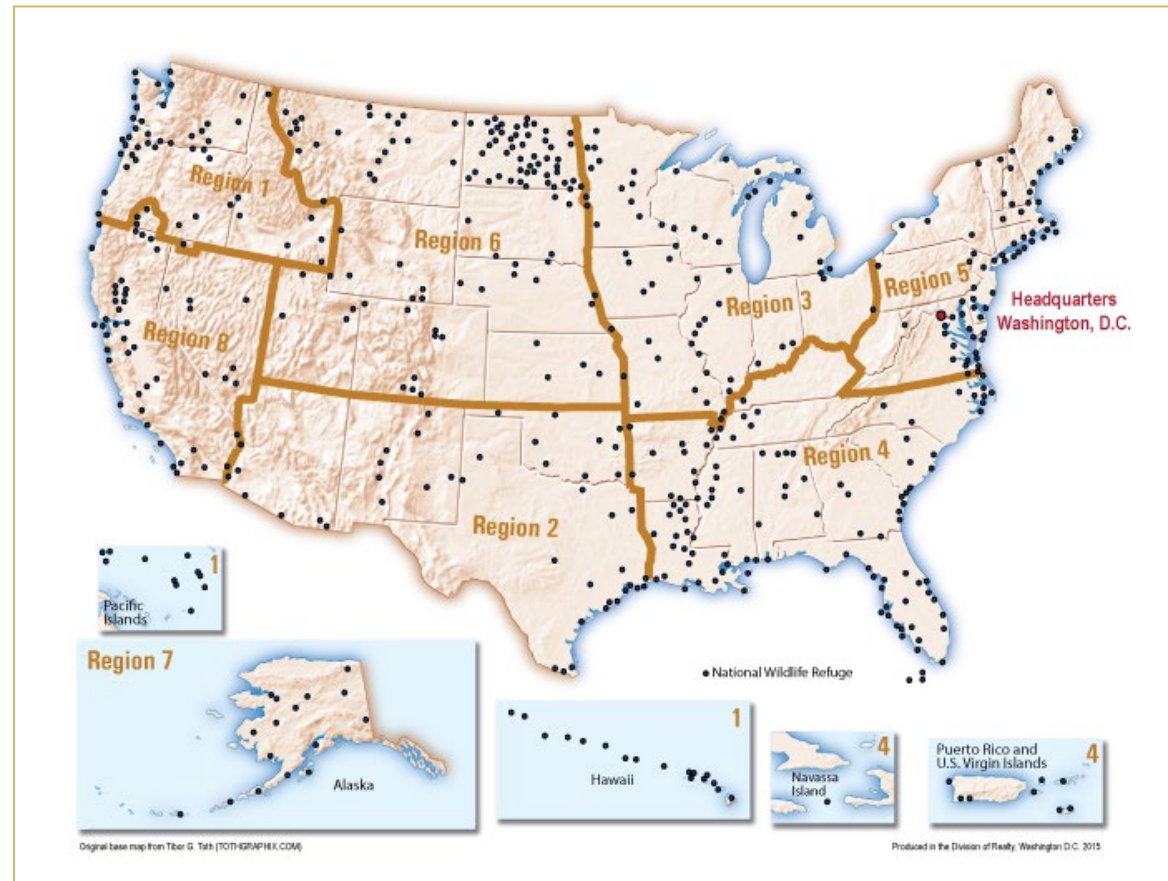 Region 1
Region 6
Region 3
Region 5
Headquarters
Washington, D.C.
Region 8
Region 4
Region 2
1
Pacific
Islands
Region 7
Alaska
• National Wildlife Refuge
1
Hawaii
4
Navassa
Island
Puerto Rico and
U.S. Virgin Islands
4
Original base map from Tibor G. Toth (TOTHGRAPHIX.COM)
Produced in the Division of Realty, Washington D.C. 2015